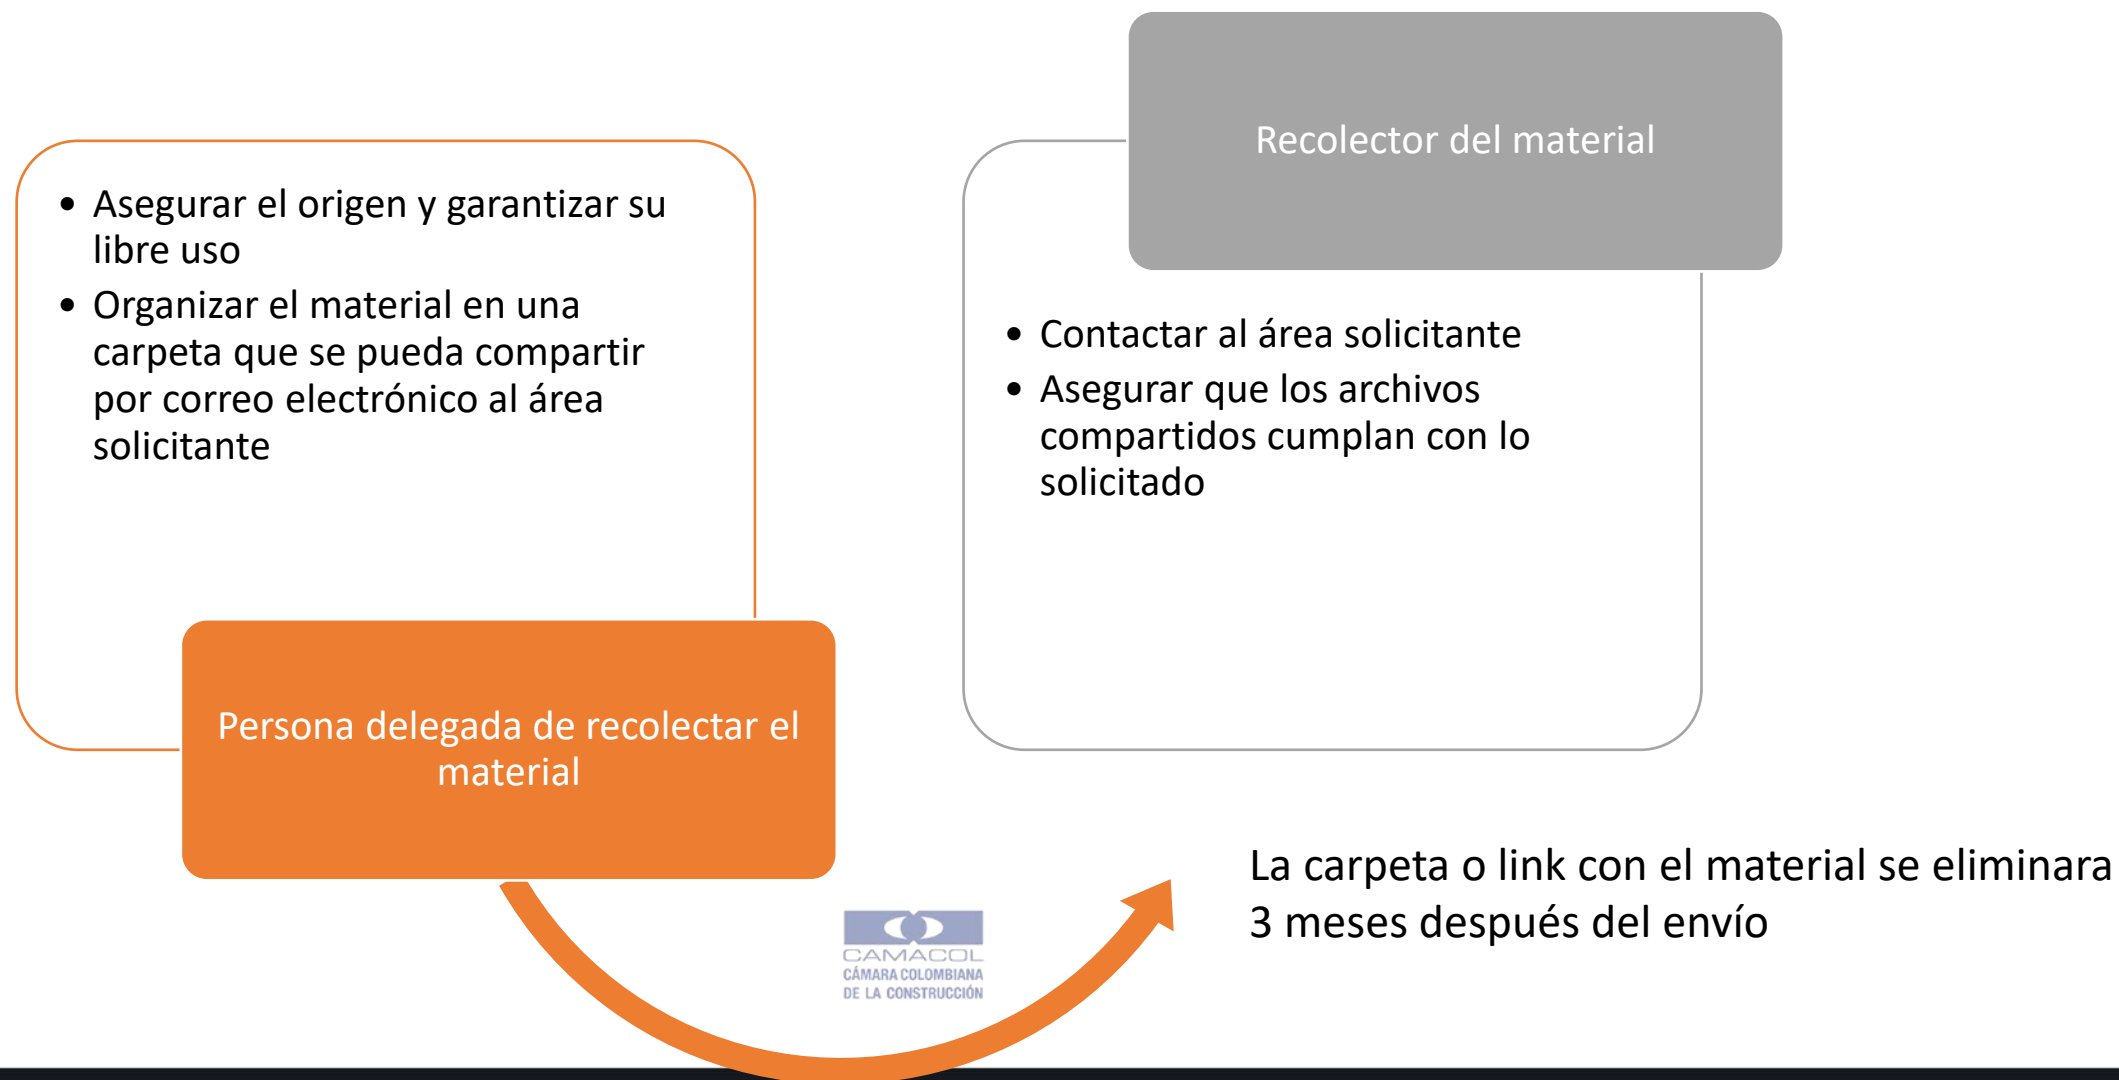 • Asegurar el origen y garantizar su
libre uso
• Organizar el material en una
carpeta que se pueda compartir
por correo electrónico al área
solicitante
Persona delegada de recolectar el
material
Recolector del material
• Contactar al área solicitante
• Asegurar que los archivos
compartidos cumplan con lo
solicitado
La carpeta o link con el material se eliminara
3 meses después del envío
CAMACOL
CÁMARA COLOMBIANA
DE LA CONSTRUCCIÓN